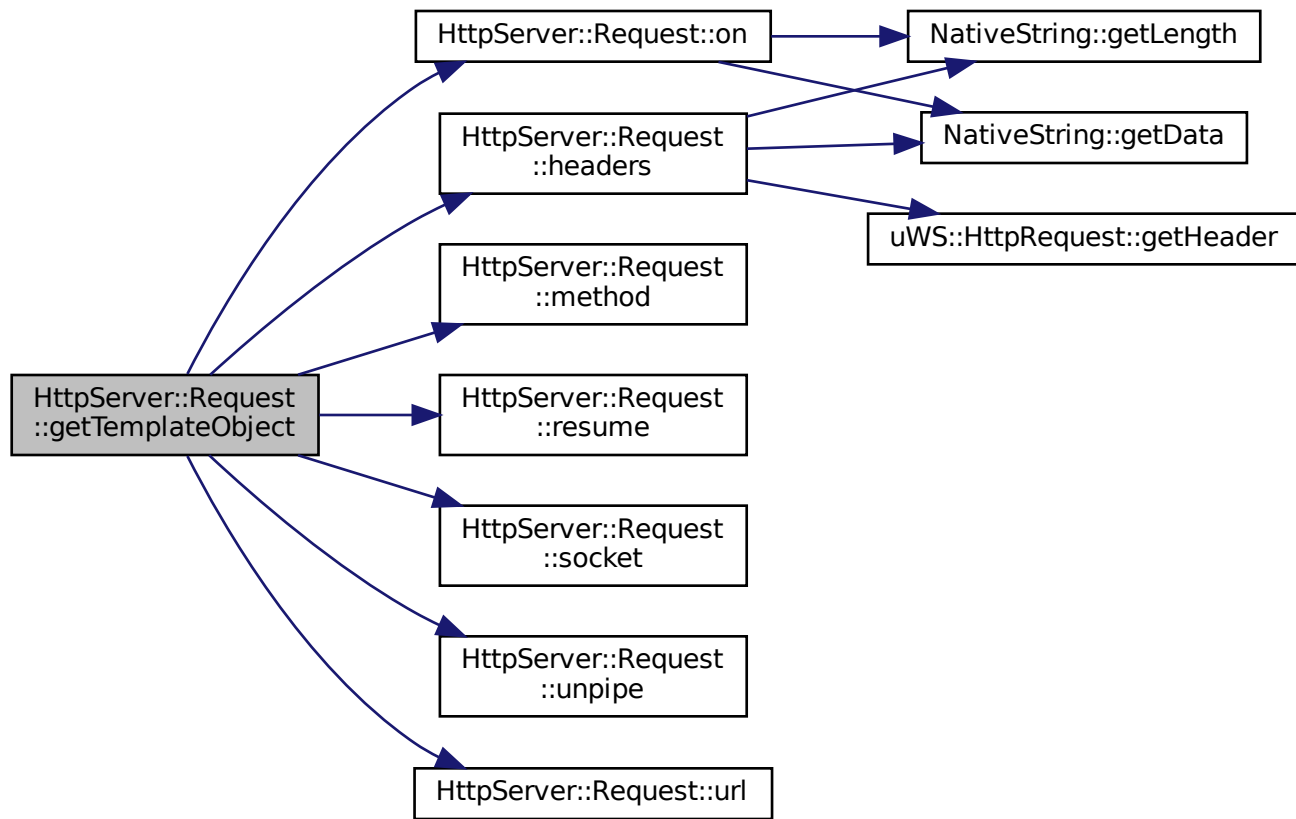 HttpServer::Request::on
NativeString::getLength
HttpServer::Request
::headers
NativeString::getData
uWS::HttpRequest::getHeader
HttpServer::Request
::method
HttpServer::Request
::getTemplateObject
HttpServer::Request
::resume
HttpServer::Request
::socket
HttpServer::Request
::unpipe
HttpServer::Request::url